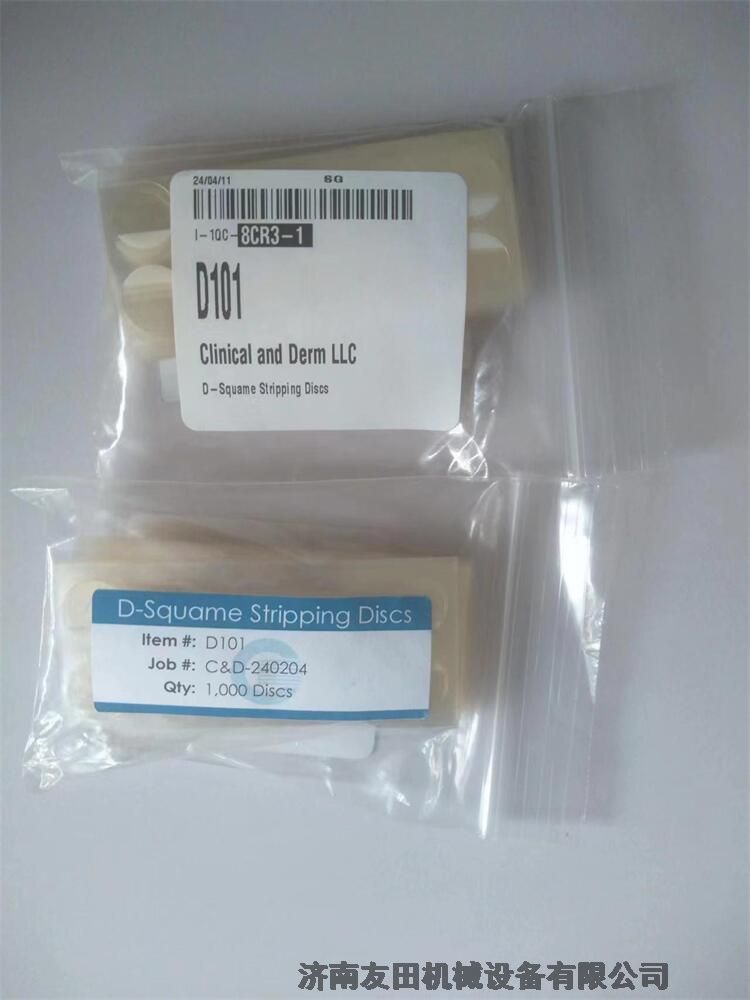 24/04/11 SG
I-1QC-8CR3-1
D101
Clinical and Derm LLC
D-Squame Stripping Discs
D-Squame Stripping Discs
Item #: D101
Job #: C&D-240204
Qty: 1,000 Discs
济南友田机械设备有限公司